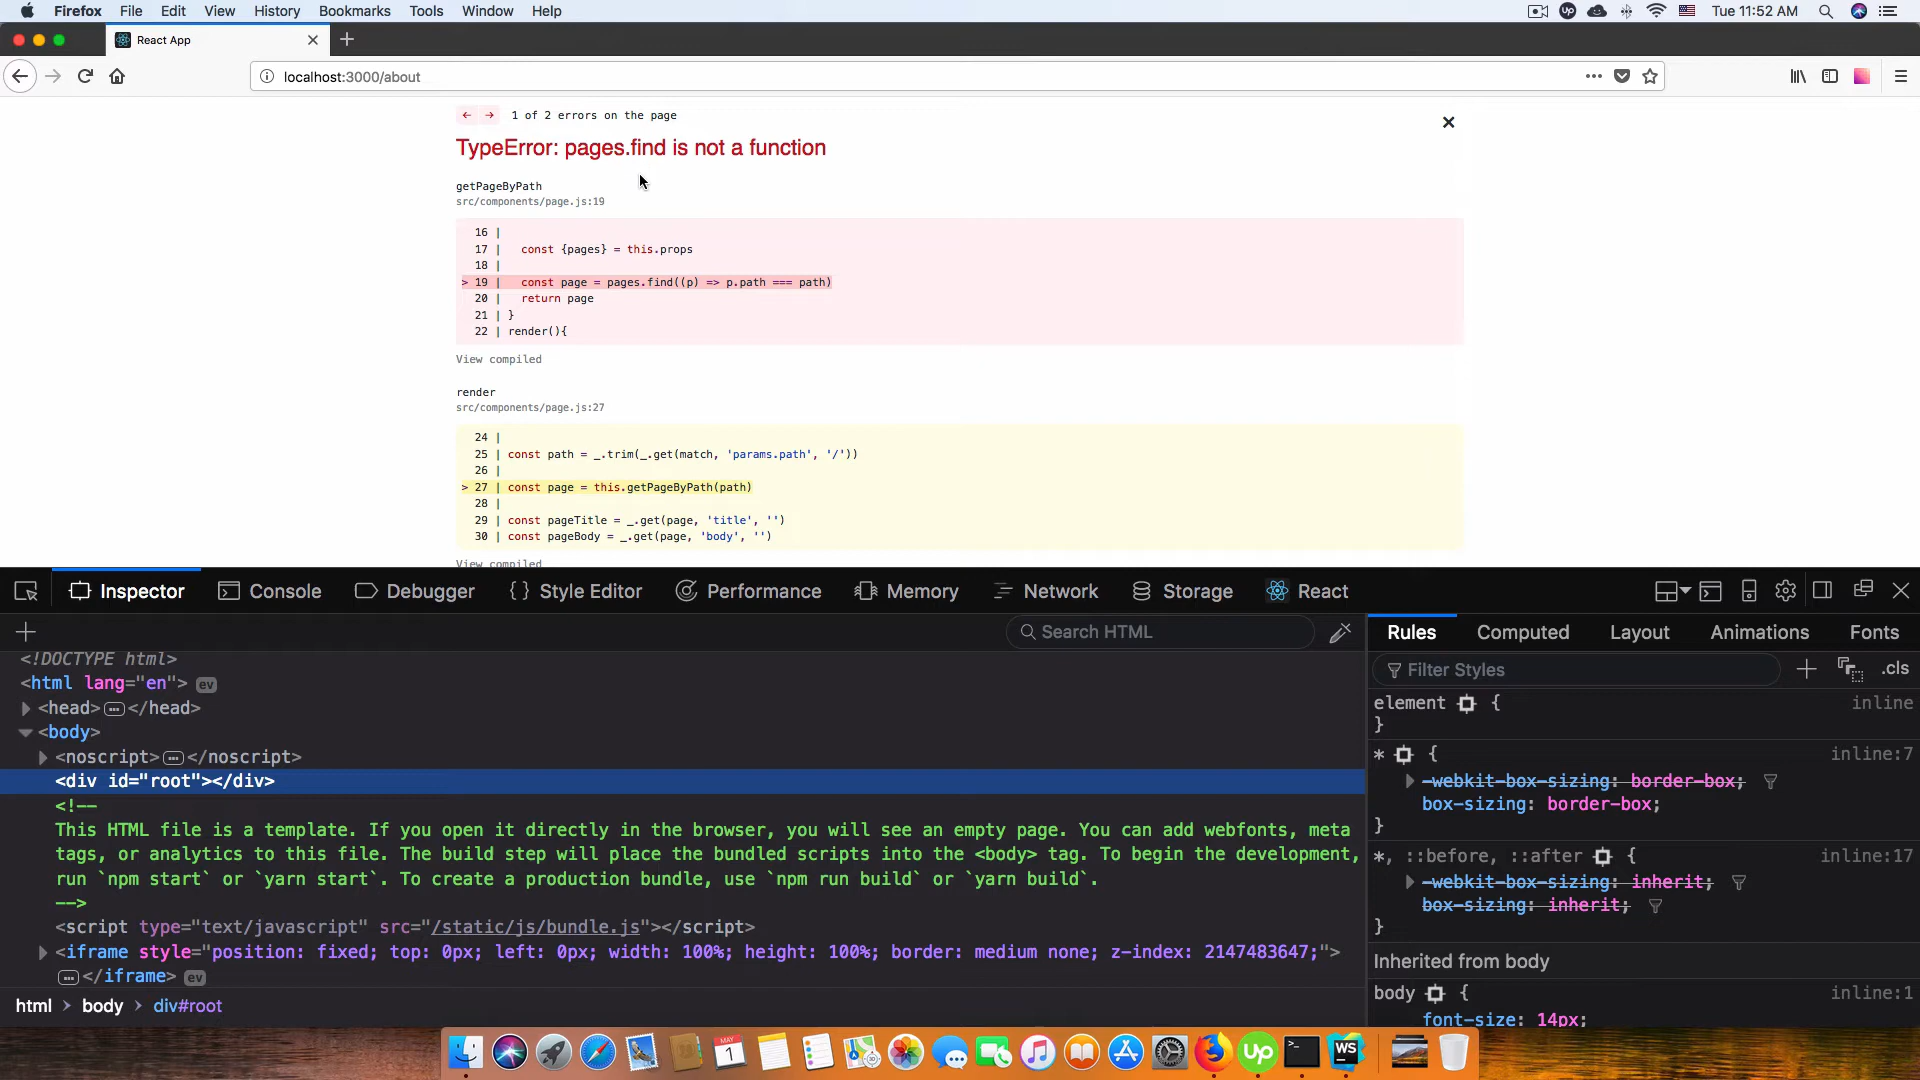 Firefox File Edit View History Bookmarks Tools Window Help
Tue 11:52 AM
React App
localhost:3000/about
1 of 2 errors on the page
TypeError: pages.find is not a function
getPageByPath
src/components/page.js:19
16 |
17 | const {pages} = this.props
18 |
> 19 | const page = pages.find((p) => p.path === path)
20 | return page
21 | }
22 | render(){
View compiled
render
src/components/page.js:27
24 |
25 | const path = _.trim(_.get(match, 'params.path', '/'))
26 |
> 27 | const page = this.getPageByPath(path)
28 |
29 | const pageTitle = _.get(page, 'title', '')
30 | const pageBody = _.get(page, 'body', '')
View compiled
Inspector Console Debugger {} Style Editor Performance Memory Network Storage React
Search HTML
<!DOCTYPE html>
<html lang="en"> ev
<head> … </head>
<body>
<noscript> … </noscript>
<div id="root"></div>
<!--
This HTML file is a template. If you open it directly in the browser, you will see an empty page. You can add webfonts, meta
tags, or analytics to this file. The build step will place the bundled scripts into the <body> tag. To begin the development,
run `npm start` or `yarn start`. To create a production bundle, use `npm run build` or `yarn build`.
-->
<script type="text/javascript" src="/static/js/bundle.js"></script>
<iframe style="position: fixed; top: 0px; left: 0px; width: 100%; height: 100%; border: medium none; z-index: 2147483647;">
… </iframe> ev
html > body > div#root
Rules Computed Layout Animations Fonts
Filter Styles
.cls
element { inline
}
* { inline:7
-webkit-box-sizing: border-box;
box-sizing: border-box;
}
*, ::before, ::after { inline:17
-webkit-box-sizing: inherit;
box-sizing: inherit;
}
Inherited from body
body { inline:1
font-size: 14px;
MAY
1
Up
WS